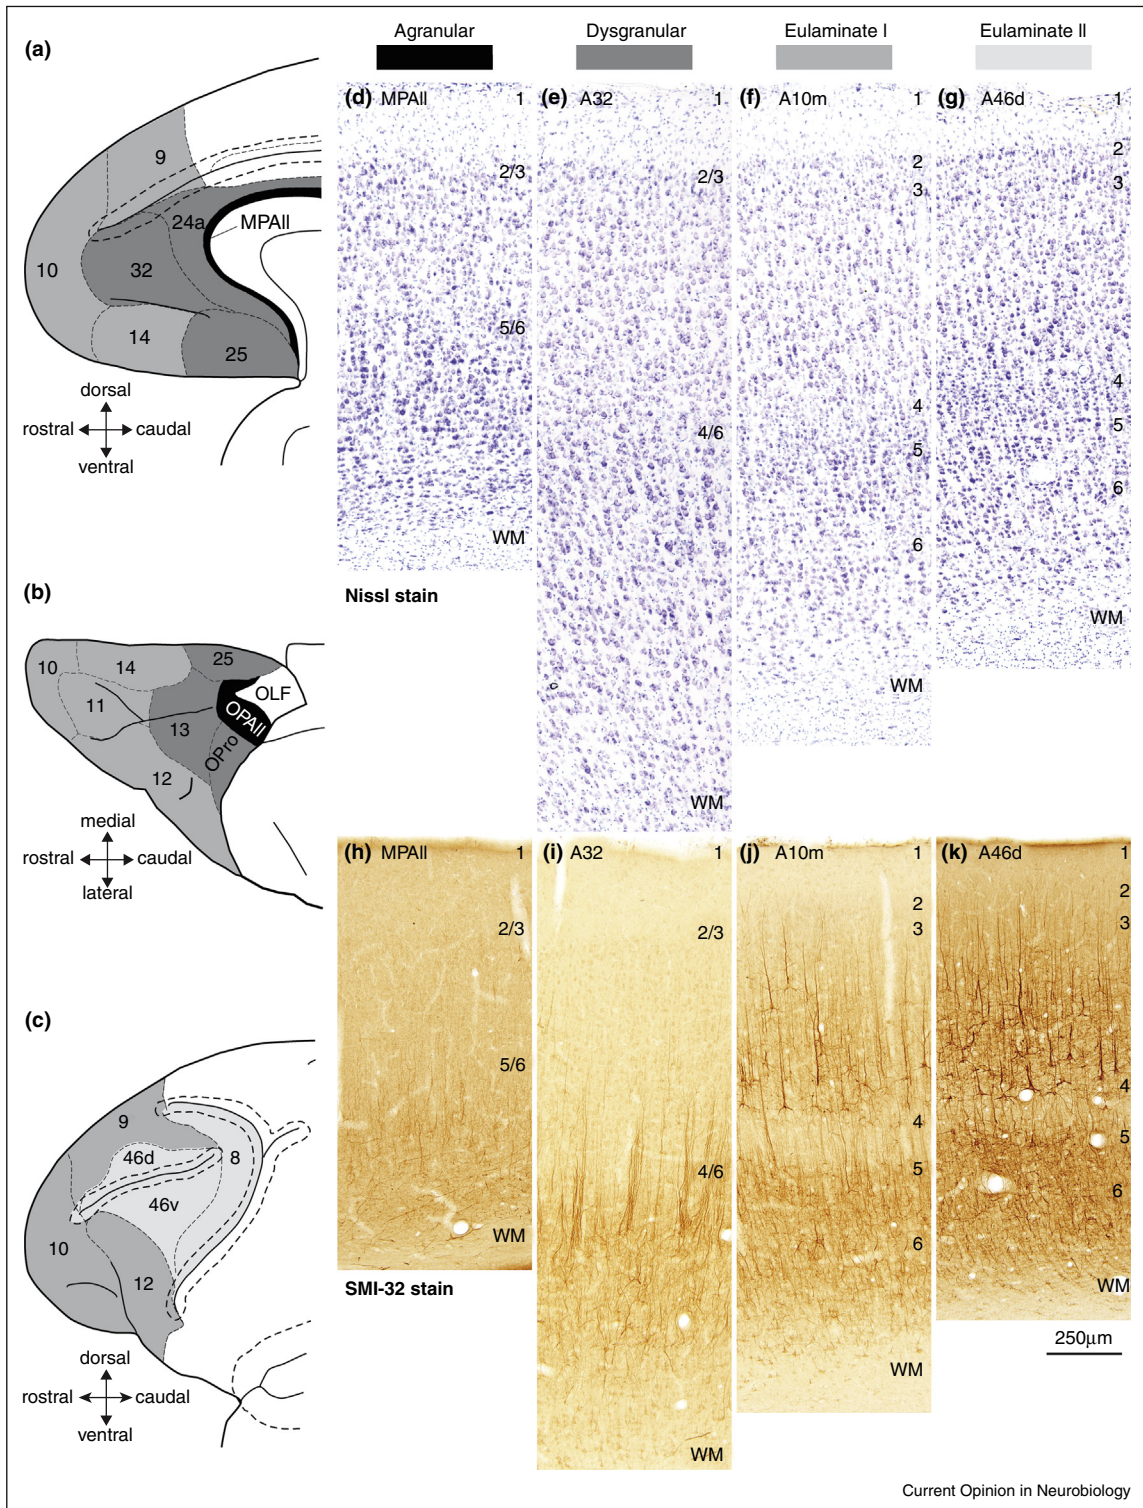 Agranular
Dysgranular
Eulaminate I
Eulaminate II
(a)
9
24a
MPAll
10
32
14
25
dorsal
rostral
caudal
ventral
(d) MPAll 1
2/3
5/6
WM
Nissl stain
(e) A32 1
2/3
4/6
WM
(f) A10m 1
2
3
4
5
6
WM
(g) A46d 1
2
3
4
5
6
WM
(b)
10
14
25
11
OLF
OPAll
13
OPro
12
medial
rostral
caudal
lateral
(h) MPAll 1
2/3
5/6
WM
SMI-32 stain
(i) A32 1
2/3
4/6
WM
(j) A10m 1
2
3
4
5
6
WM
(k) A46d 1
2
3
4
5
6
WM
250μm
(c)
9
46d
8
46v
10
12
dorsal
rostral
caudal
ventral
Current Opinion in Neurobiology